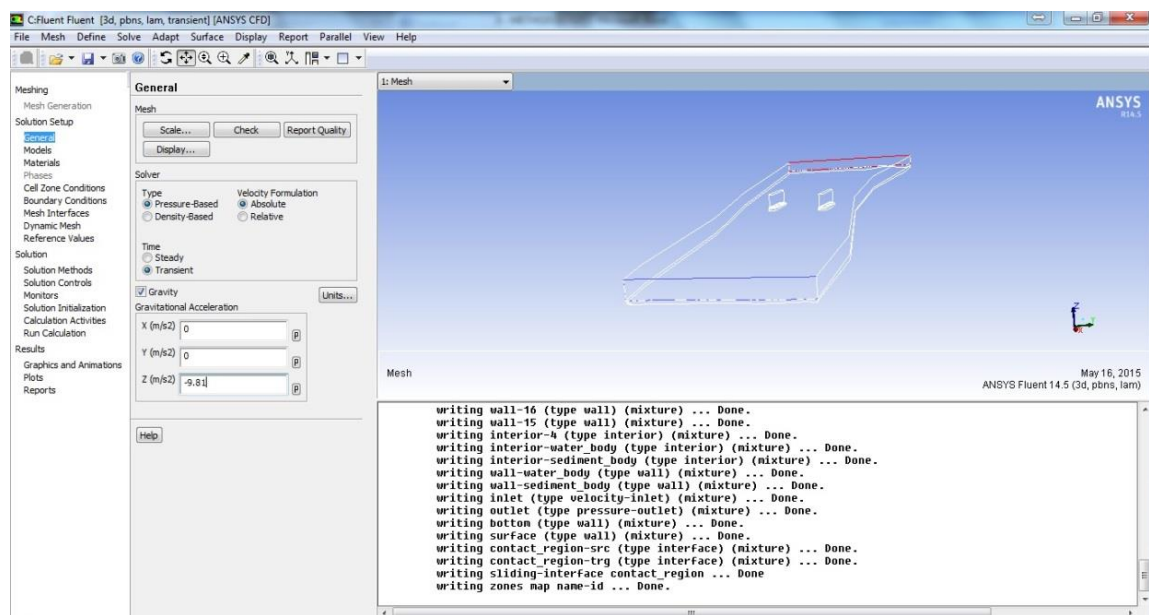 C:Fluent Fluent [3d, pbns, lam, transient] [ANSYS CFD]
File Mesh Define Solve Adapt Surface Display Report Parallel View Help
Meshing
Mesh Generation
Solution Setup
General
Models
Materials
Phases
Cell Zone Conditions
Boundary Conditions
Mesh Interfaces
Dynamic Mesh
Reference Values
Solution
Solution Methods
Solution Controls
Monitors
Solution Initialization
Calculation Activities
Run Calculation
Results
Graphics and Animations
Plots
Reports
General
Mesh
Scale... Check Report Quality
Display...
Solver
Type Velocity Formulation
Pressure-Based Absolute
Density-Based Relative
Time
Steady
Transient
Gravity Units...
Gravitational Acceleration
X (m/s2) 0 P
Y (m/s2) 0 P
Z (m/s2) -9.81 P
Help
1: Mesh
ANSYS
R14.5
Z
Y
X
Mesh
May 16, 2015
ANSYS Fluent 14.5 (3d, pbns, lam)
writing wall-16 (type wall) (mixture) ... Done.
writing wall-15 (type wall) (mixture) ... Done.
writing interior-4 (type interior) (mixture) ... Done.
writing interior-water_body (type interior) (mixture) ... Done.
writing interior-sediment_body (type interior) (mixture) ... Done.
writing wall-water_body (type wall) (mixture) ... Done.
writing wall-sediment_body (type wall) (mixture) ... Done.
writing inlet (type velocity-inlet) (mixture) ... Done.
writing outlet (type pressure-outlet) (mixture) ... Done.
writing bottom (type wall) (mixture) ... Done.
writing surface (type wall) (mixture) ... Done.
writing contact_region-src (type interface) (mixture) ... Done.
writing contact_region-trg (type interface) (mixture) ... Done.
writing sliding-interface contact_region ... Done
writing zones map name-id ... Done.